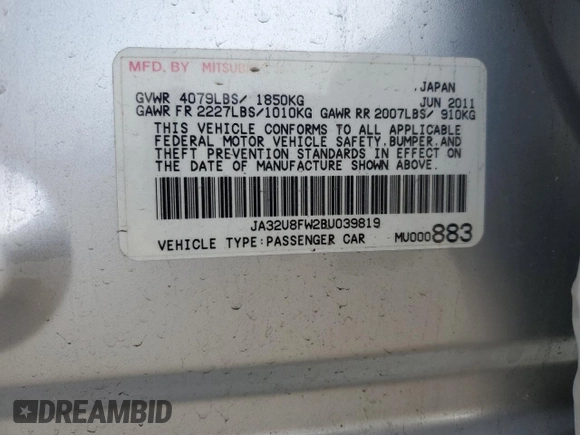 MFD. BY MITSUB
JAPAN
GVWR 4079LBS/ 1850KG JUN 2011
GAWR FR 2227LBS/1010KG GAWR RR 2007LBS/ 910KG
THIS VEHICLE CONFORMS TO ALL APPLICABLE
FEDERAL MOTOR VEHICLE SAFETY,BUMPER,AND
THEFT PREVENTION STANDARDS IN EFFECT ON
THE DATE OF MANUFACTURE SHOWN ABOVE.
JA32U8FW2BU039819
VEHICLE TYPE:PASSENGER CAR MU000883
DREAMBID